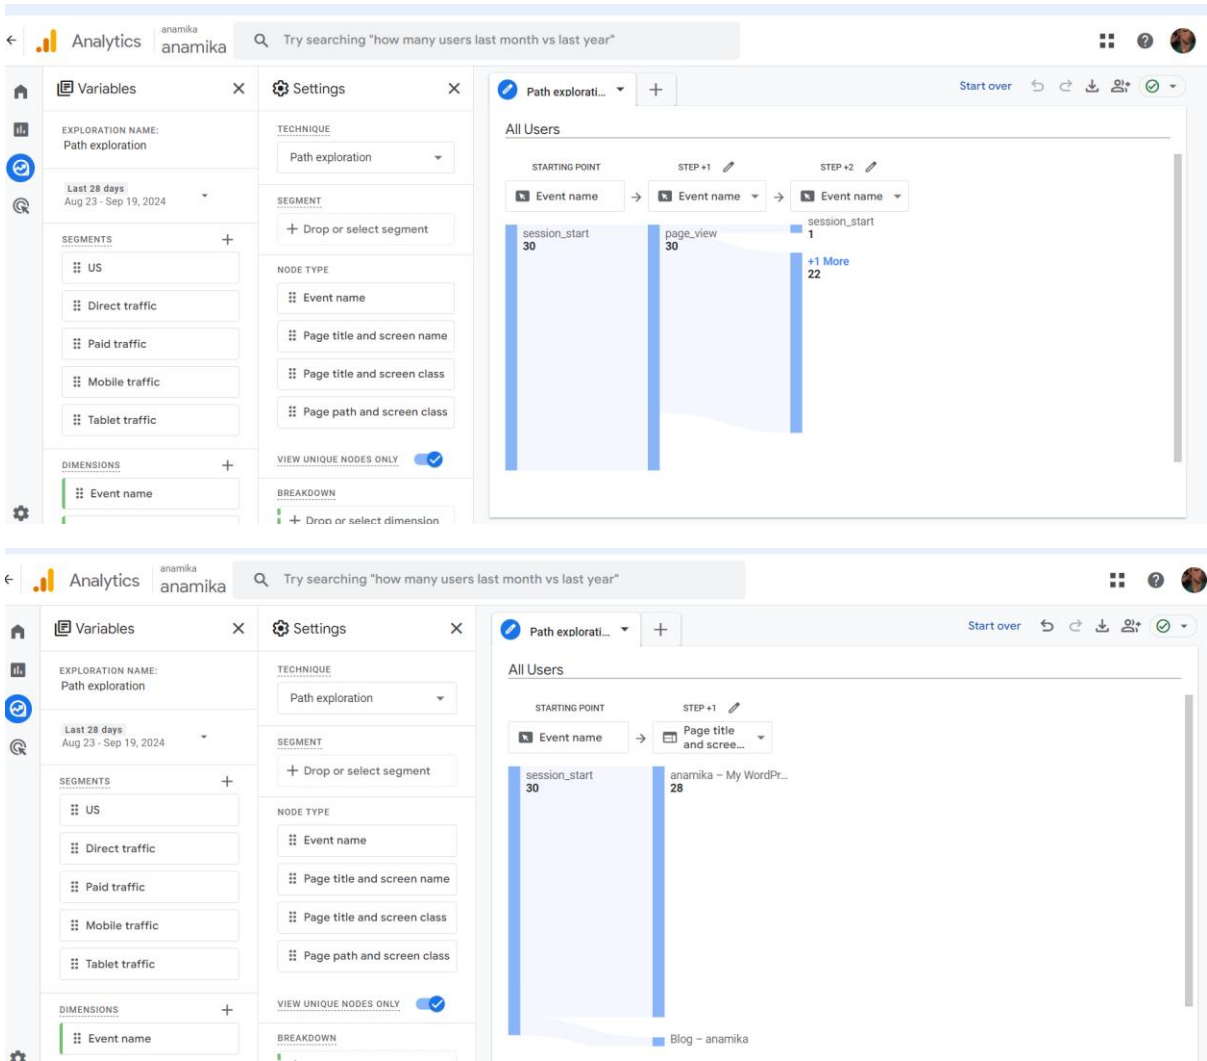 anamika
Analytics
anamika
Try searching "how many users last month vs last year"
Variables
EXPLORATION NAME:
Path exploration
Last 28 days
Aug 23 - Sep 19, 2024
SEGMENTS
US
Direct traffic
Paid traffic
Mobile traffic
Tablet traffic
DIMENSIONS
Event name
Settings
TECHNIQUE
Path exploration
SEGMENT
+ Drop or select segment
NODE TYPE
Event name
Page title and screen name
Page title and screen class
Page path and screen class
VIEW UNIQUE NODES ONLY
BREAKDOWN
+ Drop or select dimension
Path explorati...
Start over
All Users
STARTING POINT
STEP +1
STEP +2
Event name
Event name
Event name
session_start
30
page_view
30
session_start
1
+1 More
22
anamika
Analytics
anamika
Try searching "how many users last month vs last year"
Variables
EXPLORATION NAME:
Path exploration
Last 28 days
Aug 23 - Sep 19, 2024
SEGMENTS
US
Direct traffic
Paid traffic
Mobile traffic
Tablet traffic
DIMENSIONS
Event name
Settings
TECHNIQUE
Path exploration
SEGMENT
+ Drop or select segment
NODE TYPE
Event name
Page title and screen name
Page title and screen class
Page path and screen class
VIEW UNIQUE NODES ONLY
BREAKDOWN
Path explorati...
Start over
All Users
STARTING POINT
STEP +1
Event name
Page title
and scree...
session_start
30
anamika – My WordPr...
28
Blog – anamika